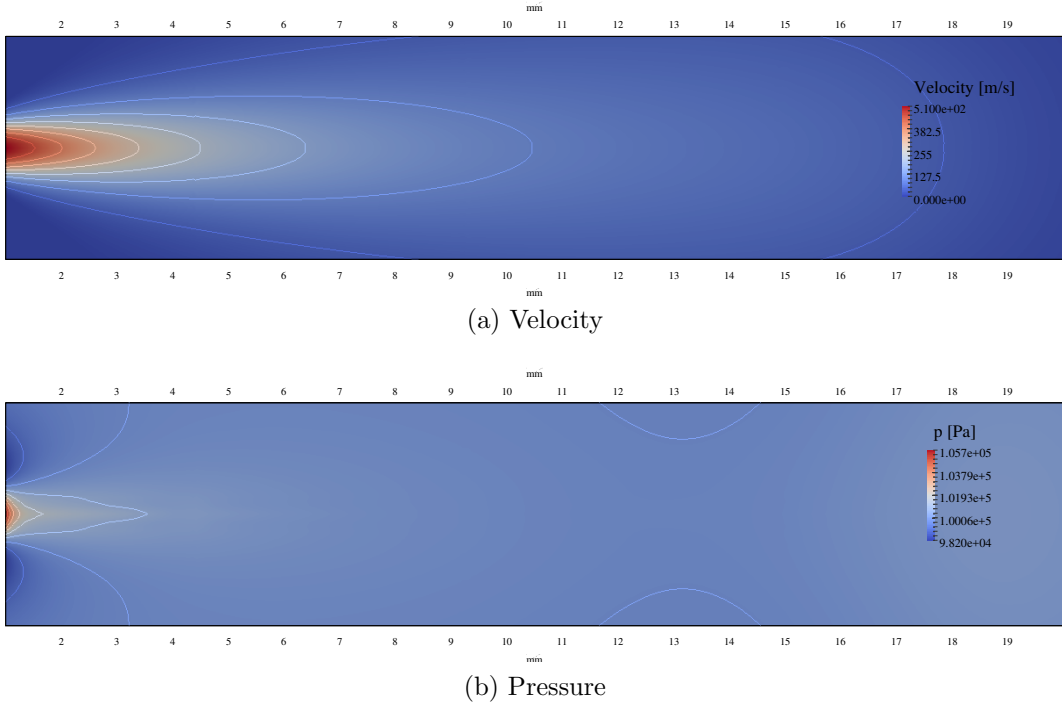 mm
2 3 4 5 6 7 8 9 10 11 12 13 14 15 16 17 18 19
Velocity [m/s]
5.100e+02
382.5
255
127.5
0.000e+00
2 3 4 5 6 7 8 9 10 11 12 13 14 15 16 17 18 19
mm
(a) Velocity
mm
2 3 4 5 6 7 8 9 10 11 12 13 14 15 16 17 18 19
p [Pa]
1.057e+05
1.0379e+5
1.0193e+5
1.0006e+5
9.820e+04
2 3 4 5 6 7 8 9 10 11 12 13 14 15 16 17 18 19
mm
(b) Pressure